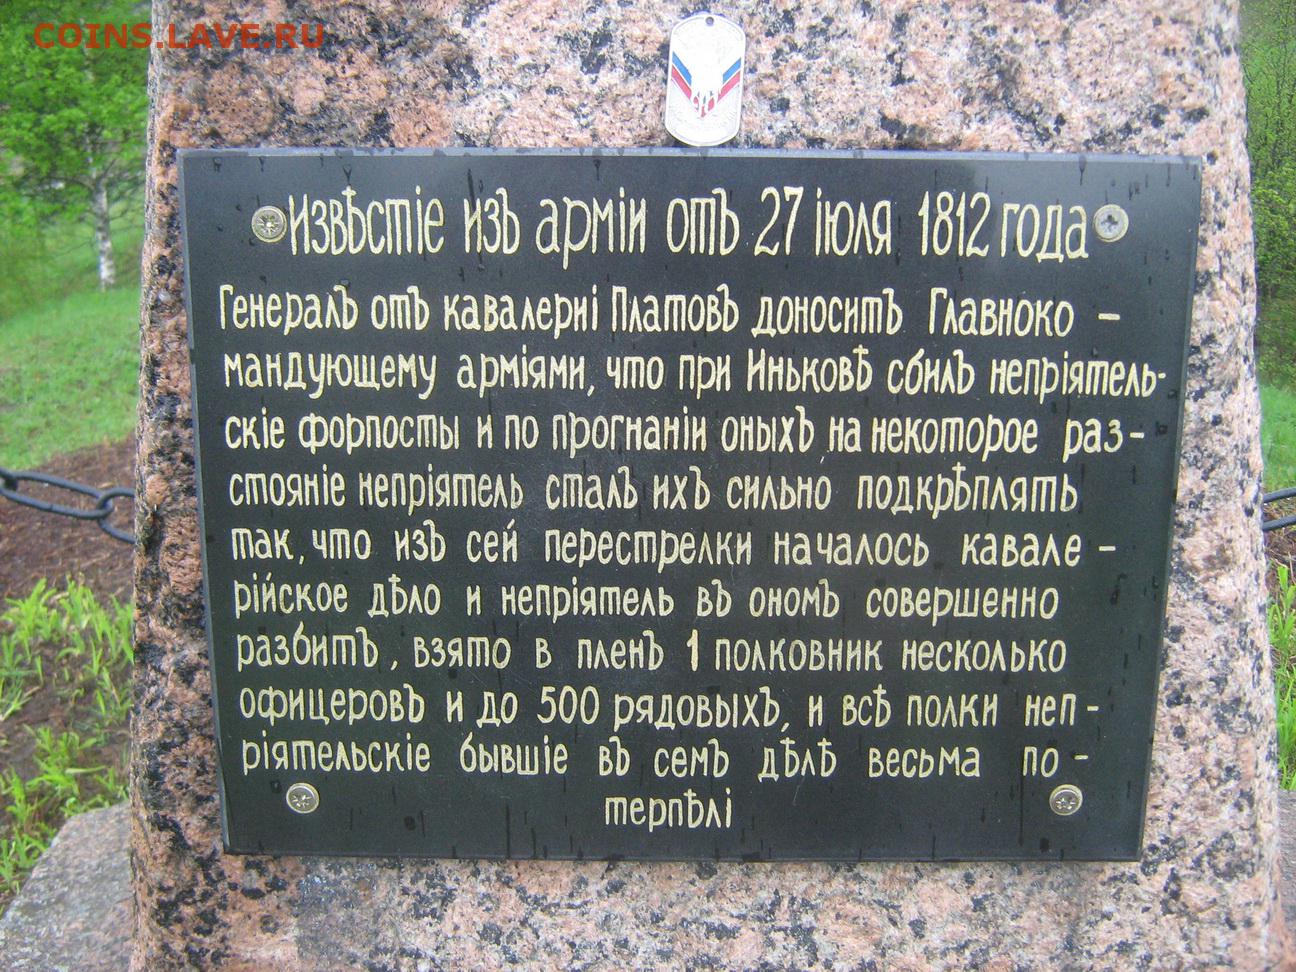 COINS.LAVE.RU
Извѣстіе изъ арміи отъ 27 іюля 1812 года
Генералъ отъ кавалериі Платовъ доноситъ Главноко –
мандующему арміями, что при Иньковѣ сбилъ непріятель-
скіе форпосты и по прогнаніи оныхъ, на некоторое раз-
стояніе непріятель сталъ ихъ сильно подкрѣплять
так, что изъ сей перестрелки началось кавале –
рійское дѣло и непріятель въ ономъ совершенно
разбитъ, взято в пленъ 1 полковник несколько
офицеровъ и до 500 рядовыхъ, и всѣ полки неп-
ріятельскіе бывшіе въ семъ дѣлѣ весьма по -
терпѣлі